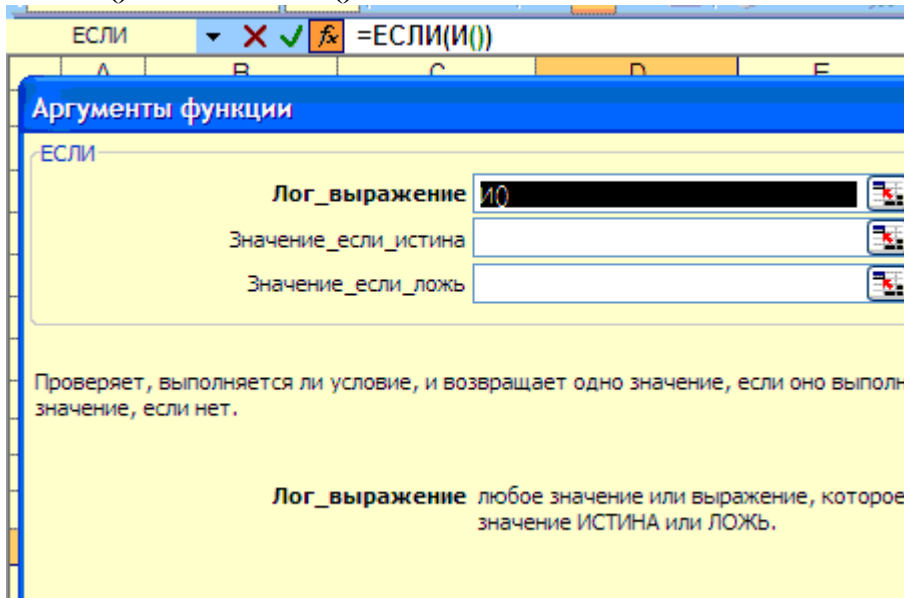 ЕСЛИ =ЕСЛИ(И())
A B C D E
Аргументы функции
ЕСЛИ
Лог_выражение И()
Значение_если_истина
Значение_если_ложь
Проверяет, выполняется ли условие, и возвращает одно значение, если оно выполн
значение, если нет.
Лог_выражение любое значение или выражение, которое
значение ИСТИНА или ЛОЖЬ.